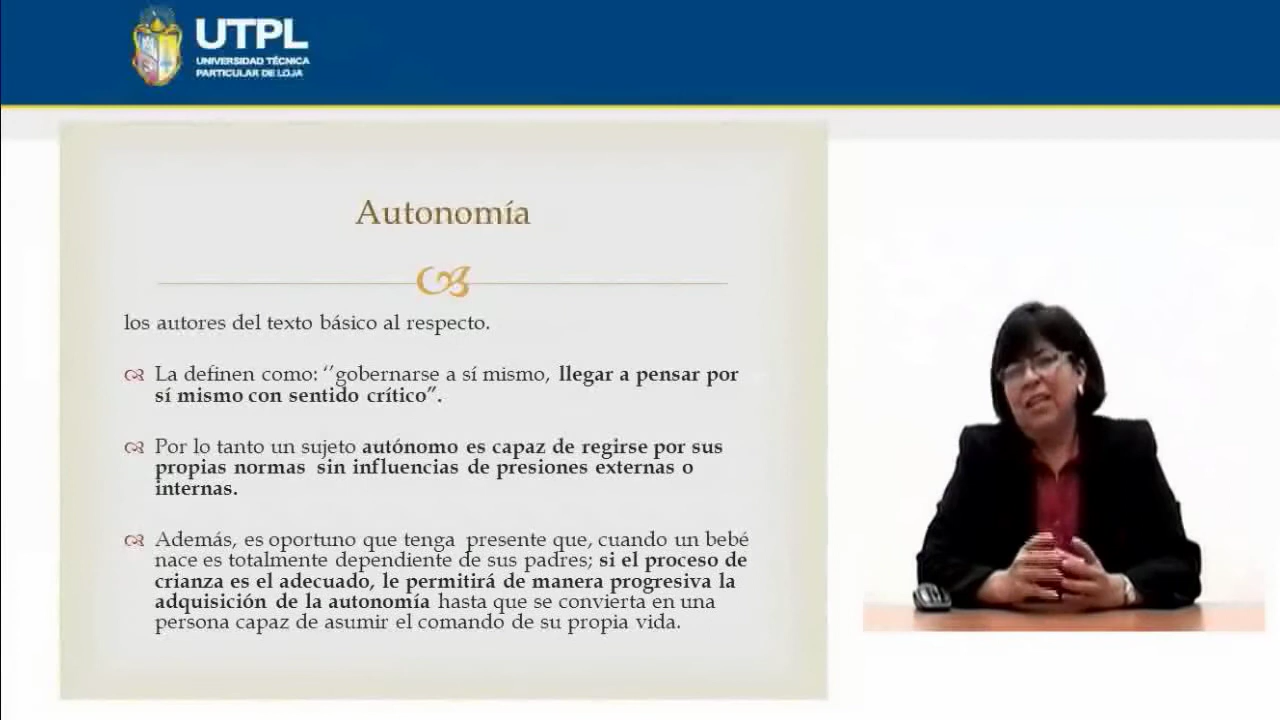 UTPL
UNIVERSIDAD TÉCNICA
PARTICULAR DE LOJA
Autonomía
los autores del texto básico al respecto.
La definen como: ‘’gobernarse a sí mismo, llegar a pensar por
sí mismo con sentido crítico”.
Por lo tanto un sujeto autónomo es capaz de regirse por sus
propias normas sin influencias de presiones externas o
internas.
Además, es oportuno que tenga presente que, cuando un bebé
nace es totalmente dependiente de sus padres; si el proceso de
crianza es el adecuado, le permitirá de manera progresiva la
adquisición de la autonomía hasta que se convierta en una
persona capaz de asumir el comando de su propia vida.